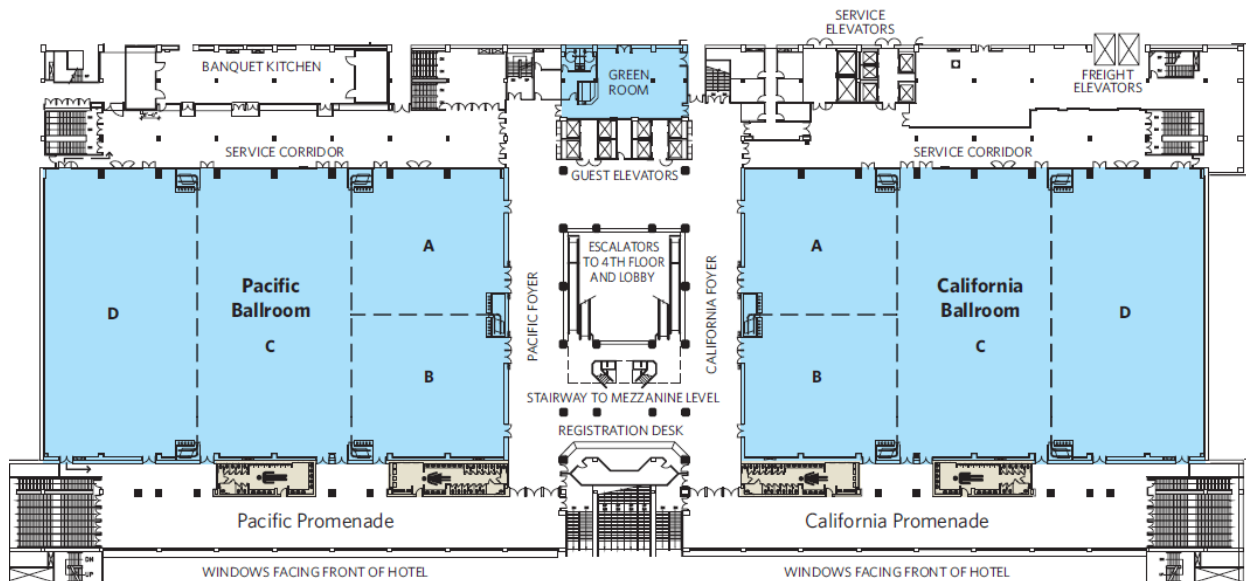 SERVICE
ELEVATORS
BANQUET KITCHEN
GREEN
ROOM
FREIGHT
ELEVATORS
SERVICE CORRIDOR
SERVICE CORRIDOR
GUEST ELEVATORS
A
ESCALATORS
TO 4TH FLOOR
AND LOBBY
A
Pacific
Ballroom
California
Ballroom
D
C
PACIFIC FOYER
CALIFORNIA FOYER
C
D
B
B
STAIRWAY TO MEZZANINE LEVEL
REGISTRATION DESK
Pacific Promenade
California Promenade
DN
UP
WINDOWS FACING FRONT OF HOTEL
WINDOWS FACING FRONT OF HOTEL